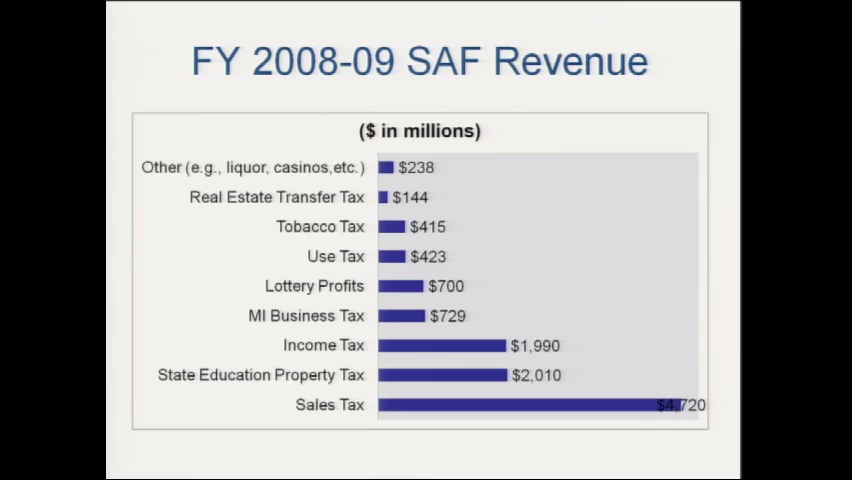 FY 2008-09 SAF Revenue
($ in millions)
Other (e.g., liquor, casinos,etc.) $238
Real Estate Transfer Tax $144
Tobacco Tax $415
Use Tax $423
Lottery Profits $700
MI Business Tax $729
Income Tax $1,990
State Education Property Tax $2,010
Sales Tax $4,720